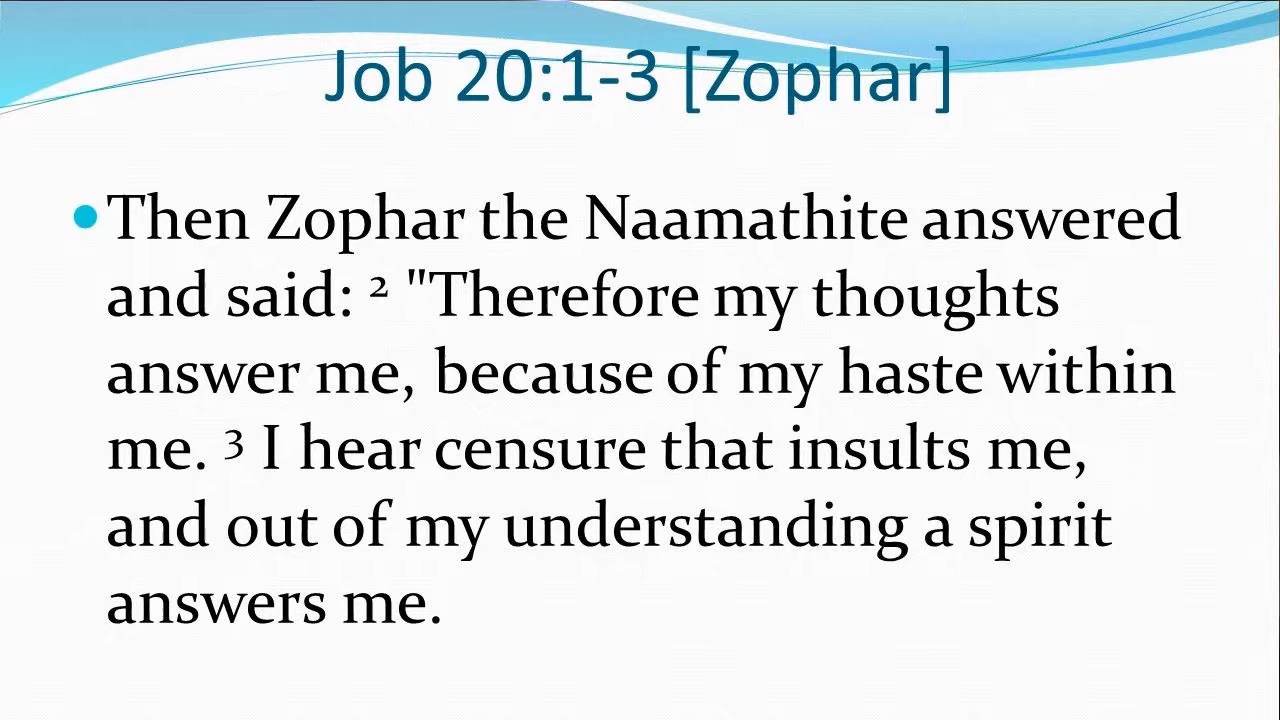 Job 20:1-3 [Zophar]
•Then Zophar the Naamathite answered
and said: ² "Therefore my thoughts
answer me, because of my haste within
me. ³ I hear censure that insults me,
and out of my understanding a spirit
answers me.